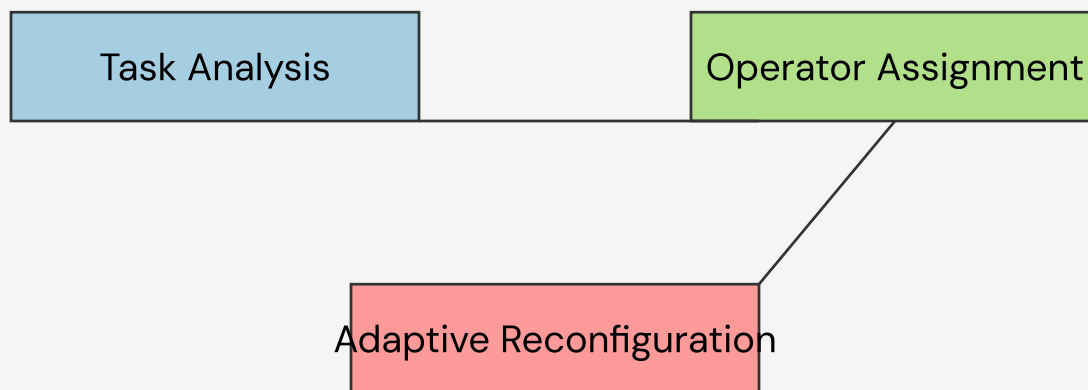 Task Analysis
Operator Assignment
Adaptive Reconfiguration